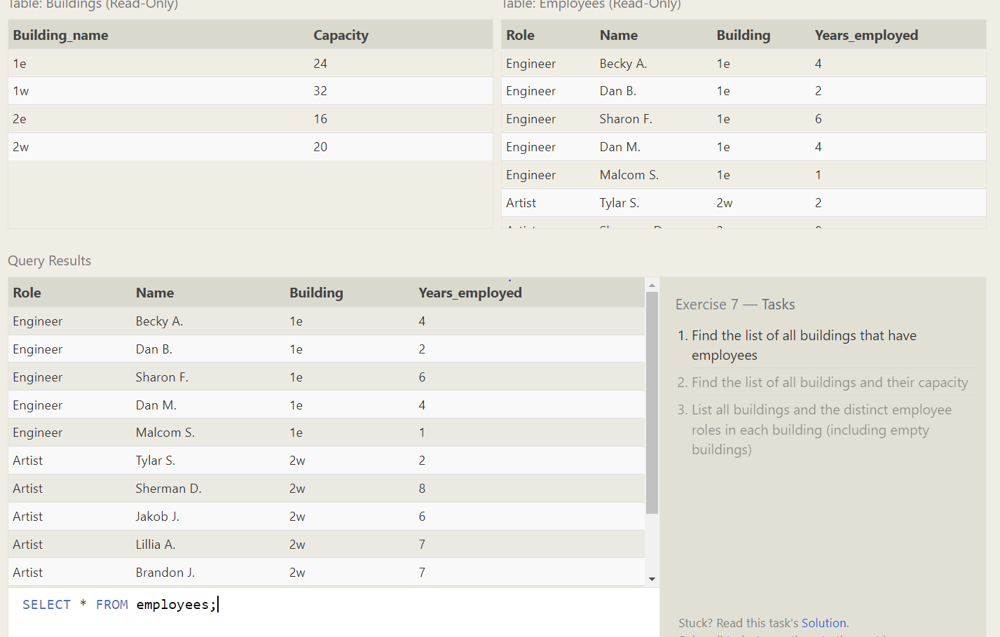 Table: Buildings (Read-Only)
Building_name Capacity
1e 24
1w 32
2e 16
2w 20
Table: Employees (Read-Only)
Role Name Building Years_employed
Engineer Becky A. 1e 4
Engineer Dan B. 1e 2
Engineer Sharon F. 1e 6
Engineer Dan M. 1e 4
Engineer Malcom S. 1e 1
Artist Tylar S. 2w 2
Query Results
Role Name Building Years_employed
Engineer Becky A. 1e 4
Engineer Dan B. 1e 2
Engineer Sharon F. 1e 6
Engineer Dan M. 1e 4
Engineer Malcom S. 1e 1
Artist Tylar S. 2w 2
Artist Sherman D. 2w 8
Artist Jakob J. 2w 6
Artist Lillia A. 2w 7
Artist Brandon J. 2w 7
SELECT * FROM employees;
Exercise 7 — Tasks
1. Find the list of all buildings that have
employees
2. Find the list of all buildings and their capacity
3. List all buildings and the distinct employee
roles in each building (including empty
buildings)
Stuck? Read this task's Solution.